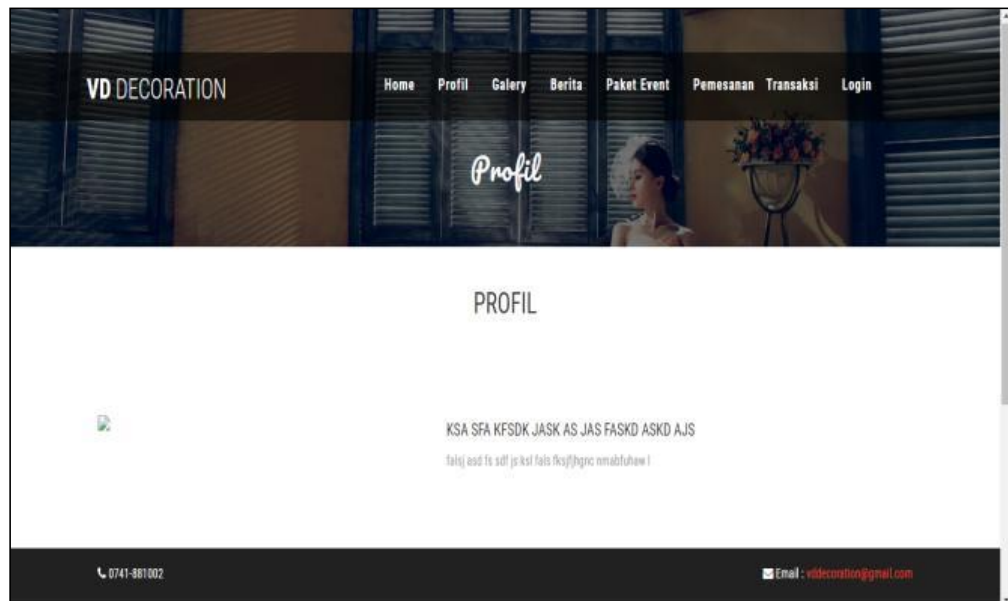 VD DECORATION
Home Profil Galery Berita Paket Event Pemesanan Transaksi Login
Profil
PROFIL
KSA SFA KFSDK JASK AS JAS FASKD ASKD AJS
0741-881002
Email : vddecoration@gmail.com